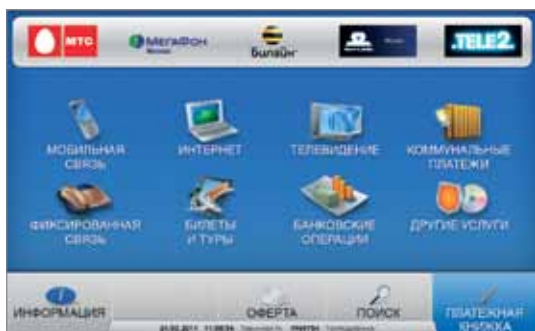 МТС
МЕГАФОН
Билайн
TELE2
МОБИЛЬНАЯ
СВЯЗЬ
ИНТЕРНЕТ
ТЕЛЕВИДЕНИЕ
КОММУНАЛЬНЫЕ
ПЛАТЕЖИ
ФИКСИРОВАННАЯ
СВЯЗЬ
БИЛЕТЫ
И ТУРЫ
БАНКОВСКИЕ
ОПЕРАЦИИ
ДРУГИЕ УСЛУГИ
ИНФОРМАЦИЯ
ОФЕРТА
ПОИСК
ПЛАТЕЖНАЯ
КНИЖКА